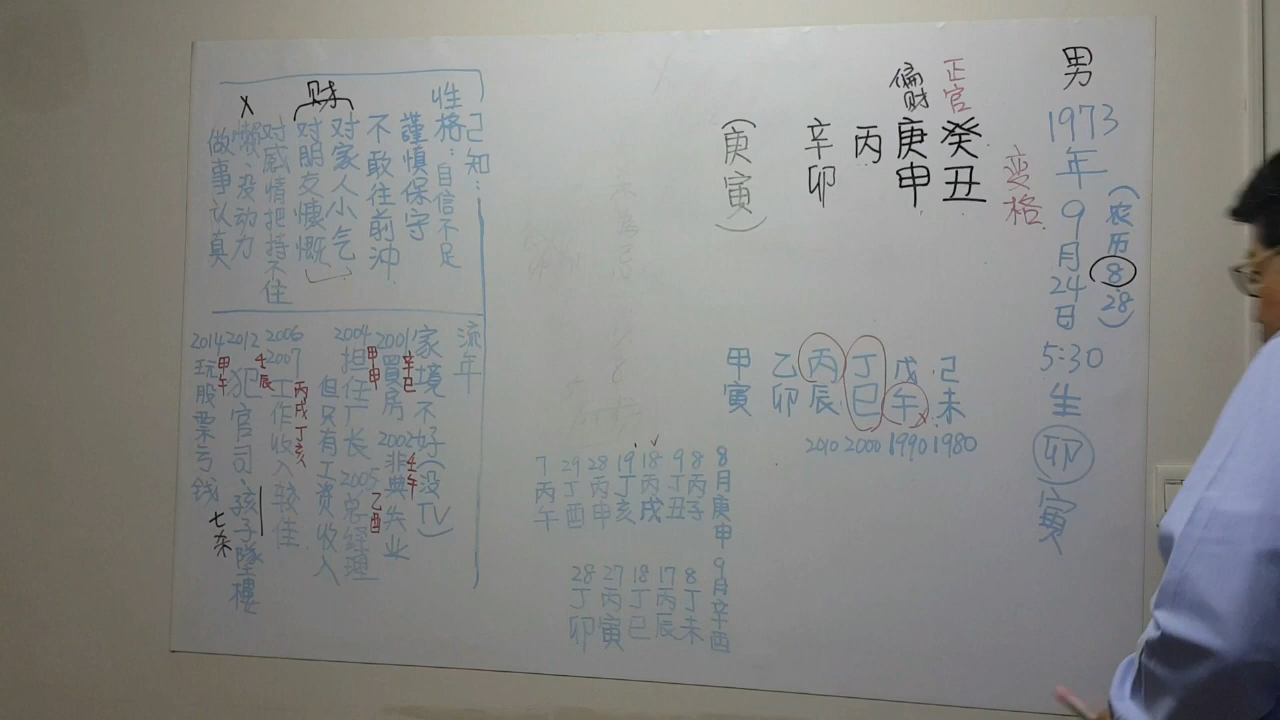 男
1973年9月24日5:30生卯寅
(农历8.28)
变格
正官
癸丑
偏财
庚申
丙
辛卯
(庚寅)
己未
1980
戊午
1990
丁巳
2000
丙辰
2010
乙卯
甲寅
8月庚申
8丙子
9丁丑
18丙戌
19丁亥
28丙申
29丁酉
7丙午
9月辛酉
8丁未
17丙辰
18丁巳
27丙寅
28丁卯
己知:
性格:自信不足
謹慎保守
不敢往前沖
财
对家人小气
对朋友慷慨
对感情把持不住
X
懒、没动力
做事认真
流年
家境不好(没TV)
2001買房
辛巳
2002非典失业
壬午
2004担任厂长
甲申
2005总经理
乙酉
但只有工资收入
2006
2007工作收入较佳
丙戌丁亥
2012犯官司、孩子墜樓
壬辰
2014玩股票亏钱
甲午
七杀